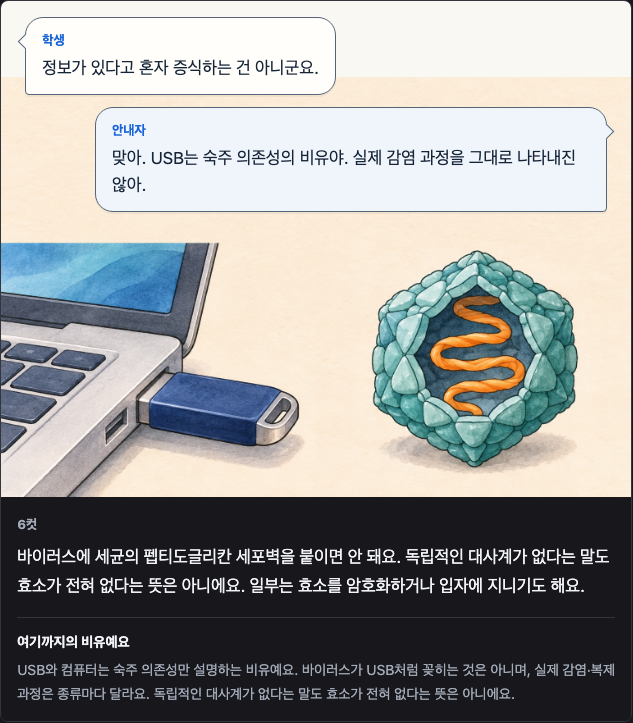 학생
정보가 있다고 혼자 증식하는 건 아니군요.
안내자
맞아. USB는 숙주 의존성의 비유야. 실제 감염 과정을 그대로 나타내진
않아.
6컷
바이러스에 세균의 펩티도글리칸 세포벽을 붙이면 안 돼요. 독립적인 대사계가 없다는 말도
효소가 전혀 없다는 뜻은 아니에요. 일부는 효소를 암호화하거나 입자에 지니기도 해요.
여기까지의 비유예요
USB와 컴퓨터는 숙주 의존성만 설명하는 비유예요. 바이러스가 USB처럼 꽂히는 것은 아니며, 실제 감염·복제
과정은 종류마다 달라요. 독립적인 대사계가 없다는 말도 효소가 전혀 없다는 뜻은 아니에요.